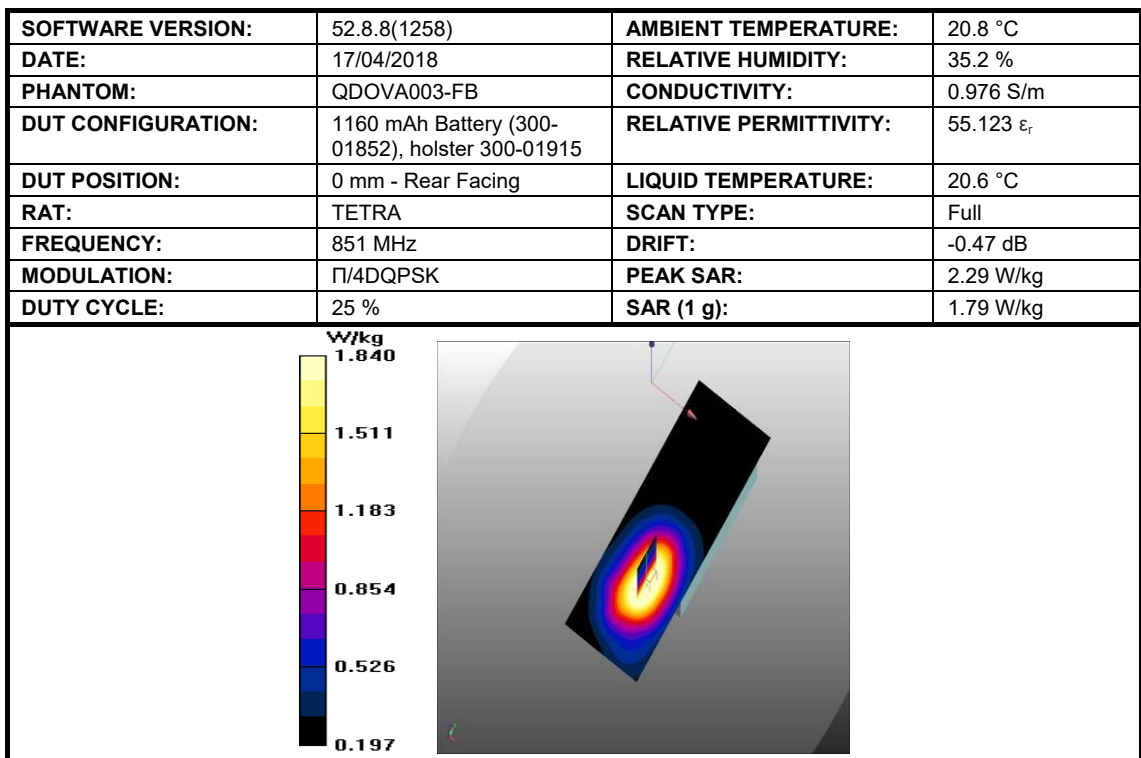 SOFTWARE VERSION: 52.8.8(1258) AMBIENT TEMPERATURE: 20.8 °C
DATE: 17/04/2018 RELATIVE HUMIDITY: 35.2 %
PHANTOM: QDOVA003-FB CONDUCTIVITY: 0.976 S/m
DUT CONFIGURATION: 1160 mAh Battery (300-
01852), holster 300-01915 RELATIVE PERMITTIVITY: 55.123 εr
DUT POSITION: 0 mm - Rear Facing LIQUID TEMPERATURE: 20.6 °C
RAT: TETRA SCAN TYPE: Full
FREQUENCY: 851 MHz DRIFT: -0.47 dB
MODULATION: Π/4DQPSK PEAK SAR: 2.29 W/kg
DUTY CYCLE: 25 % SAR (1 g): 1.79 W/kg
W/kg
1.840
1.511
1.183
0.854
0.526
0.197